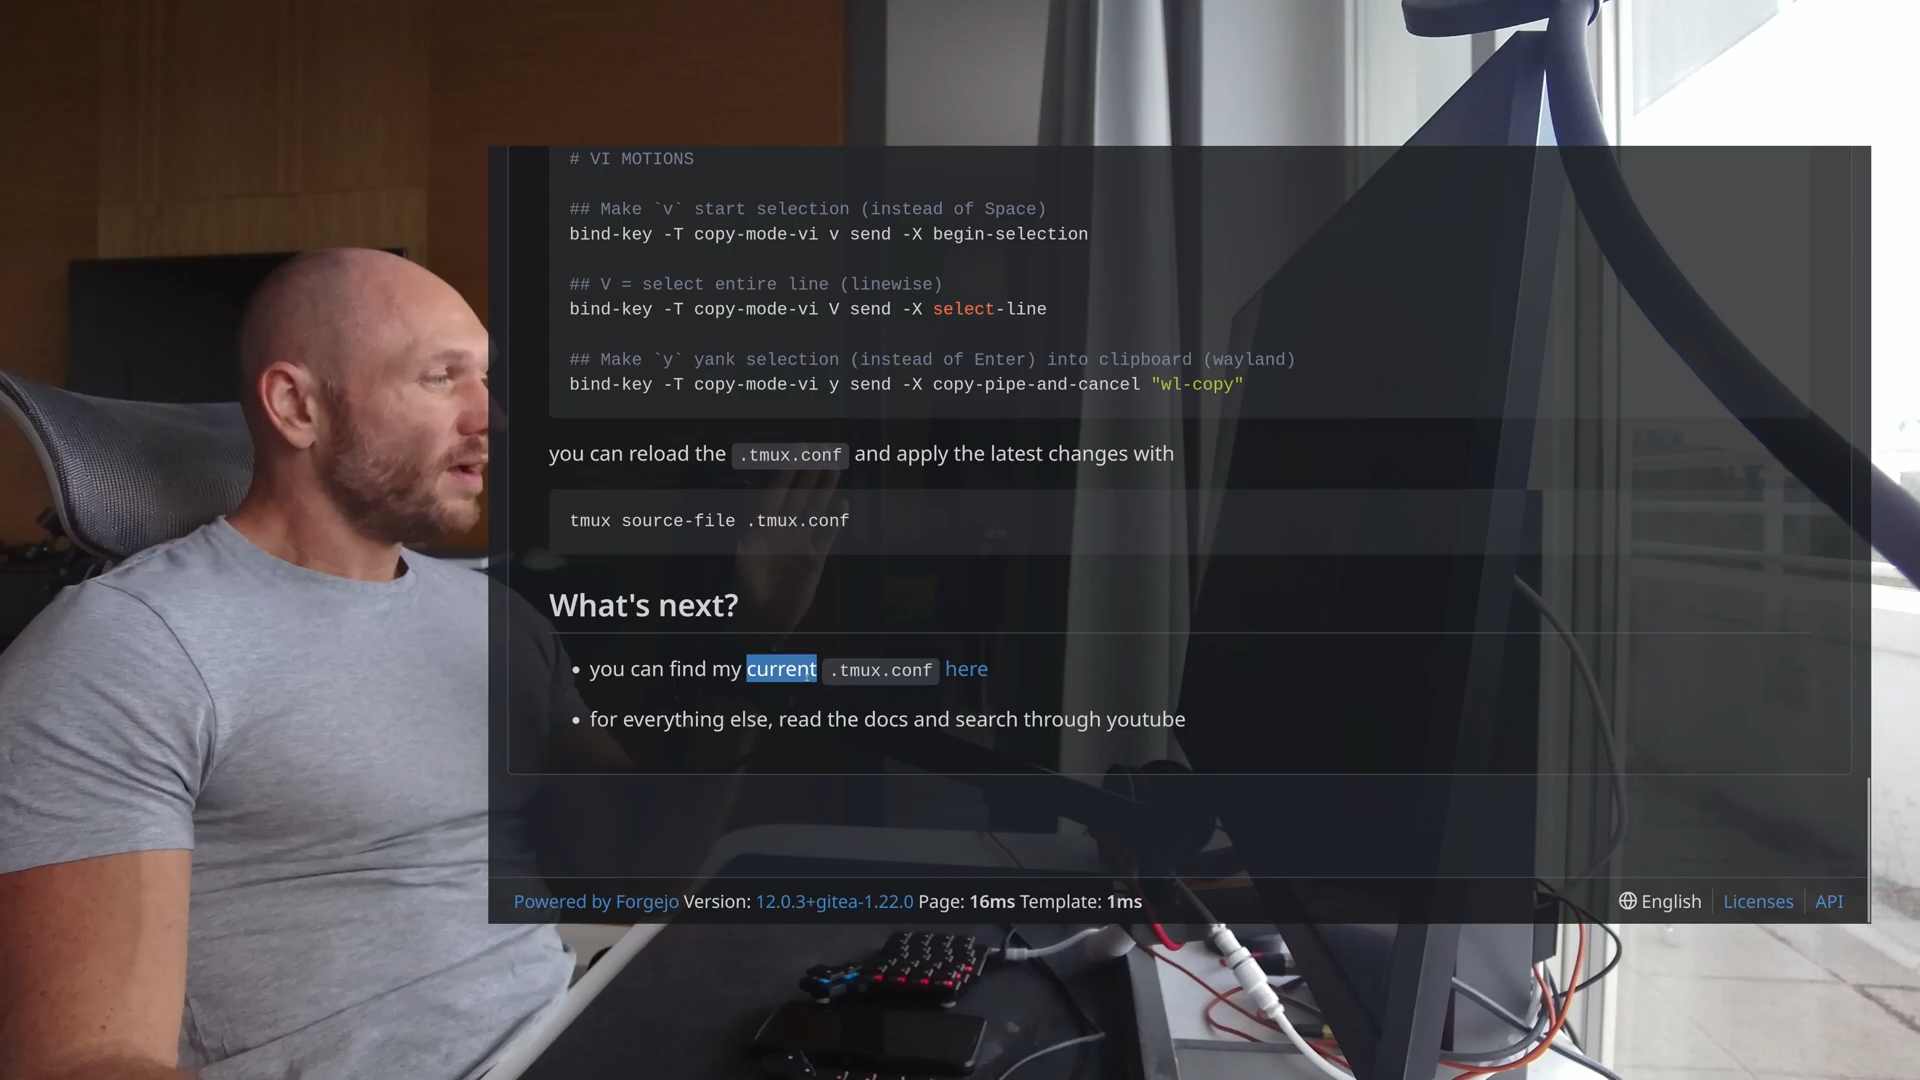 # VI MOTIONS
## Make `v` start selection (instead of Space)
bind-key -T copy-mode-vi v send -X begin-selection
## V = select entire line (linewise)
bind-key -T copy-mode-vi V send -X select-line
## Make `y` yank selection (instead of Enter) into clipboard (wayland)
bind-key -T copy-mode-vi y send -X copy-pipe-and-cancel "wl-copy"
you can reload the .tmux.conf and apply the latest changes with
tmux source-file .tmux.conf
What's next?
• you can find my current .tmux.conf here
• for everything else, read the docs and search through youtube
Powered by Forgejo Version: 12.0.3+gitea-1.22.0 Page: 16ms Template: 1ms English Licenses API